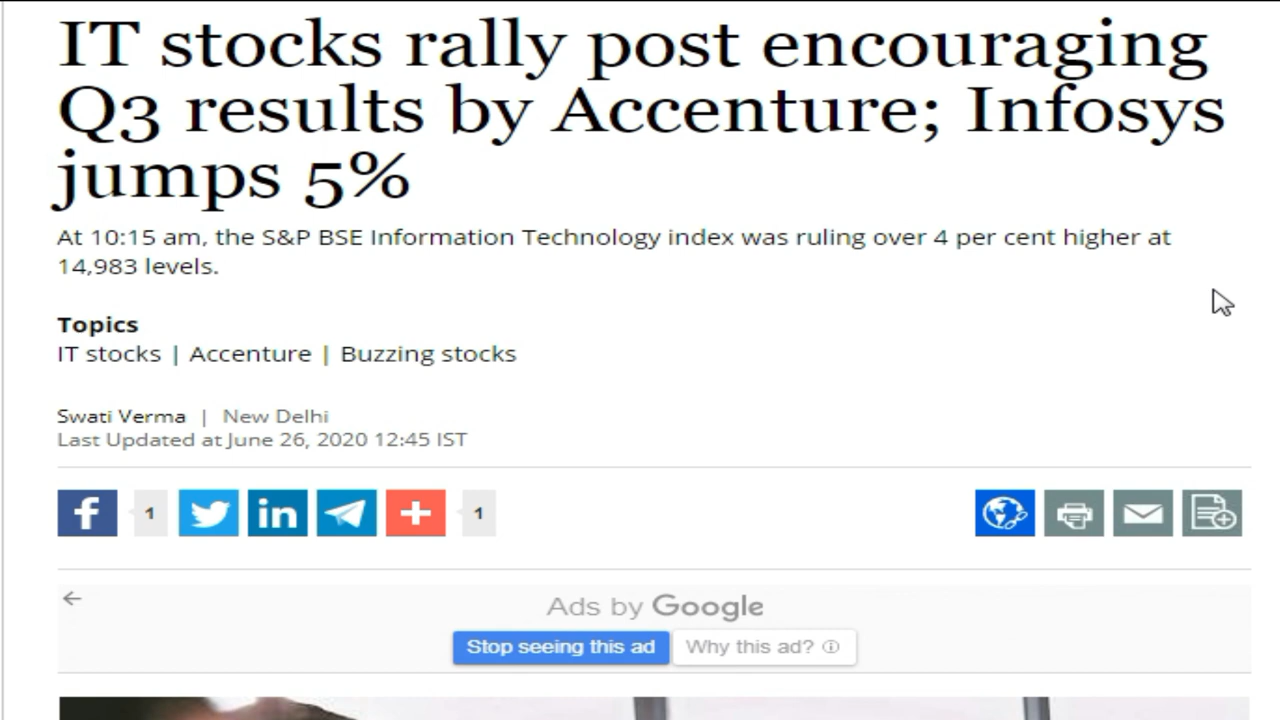 IT stocks rally post encouraging
Q3 results by Accenture; Infosys
jumps 5%
At 10:15 am, the S&P BSE Information Technology index was ruling over 4 per cent higher at
14,983 levels.
Topics
IT stocks | Accenture | Buzzing stocks
Swati Verma | New Delhi
Last Updated at June 26, 2020 12:45 IST
f 1 in 1
Ads by Google
Stop seeing this ad Why this ad?